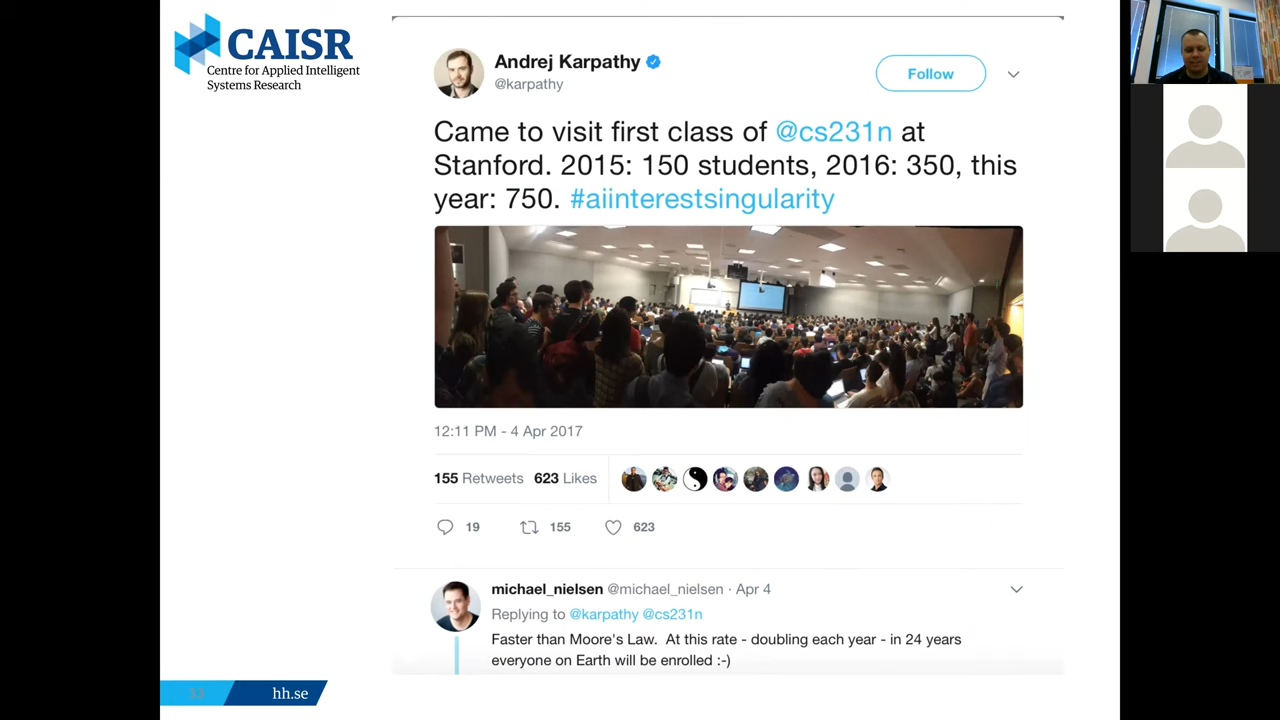 CAISR
Centre for Applied Intelligent
Systems Research
Andrej Karpathy
@karpathy
Follow
Came to visit first class of @cs231n at
Stanford. 2015: 150 students, 2016: 350, this
year: 750. #aiinterestsingularity
12:11 PM - 4 Apr 2017
155 Retweets 623 Likes
19 155 623
michael_nielsen @michael_nielsen · Apr 4
Replying to @karpathy @cs231n
Faster than Moore's Law. At this rate - doubling each year - in 24 years
everyone on Earth will be enrolled :-)
33 hh.se